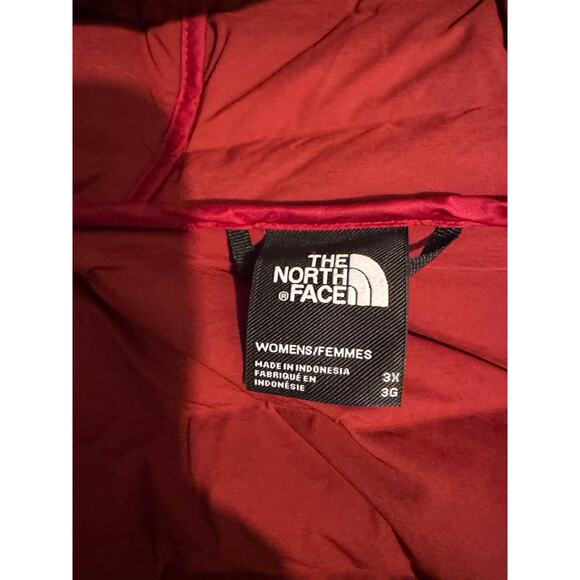 THE
NORTH
®FACE
WOMENS/FEMMES
MADE IN INDONESIA
FABRIQUÉ EN
INDONÉSIE
3X
3G